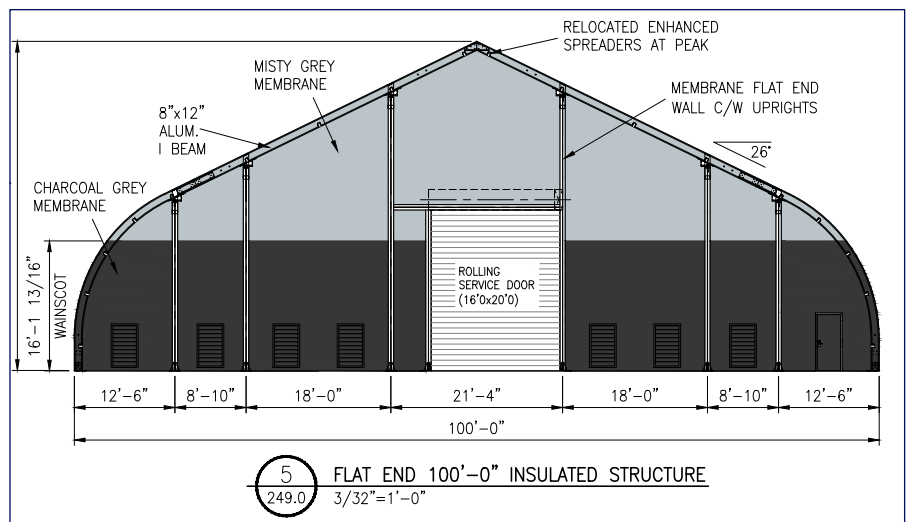 RELOCATED ENHANCED
SPREADERS AT PEAK
MISTY GREY
MEMBRANE
MEMBRANE FLAT END
WALL C/W UPRIGHTS
8"x12"
ALUM.
I BEAM
26°
CHARCOAL GREY
MEMBRANE
16'-1 13/16"
WAINSCOT
ROLLING
SERVICE DOOR
(16'0x20'0)
12'-6" 8'-10" 18'-0" 21'-4" 18'-0" 8'-10" 12'-6"
100'-0"
5
249.0
FLAT END 100'-0" INSULATED STRUCTURE
3/32"=1'-0"